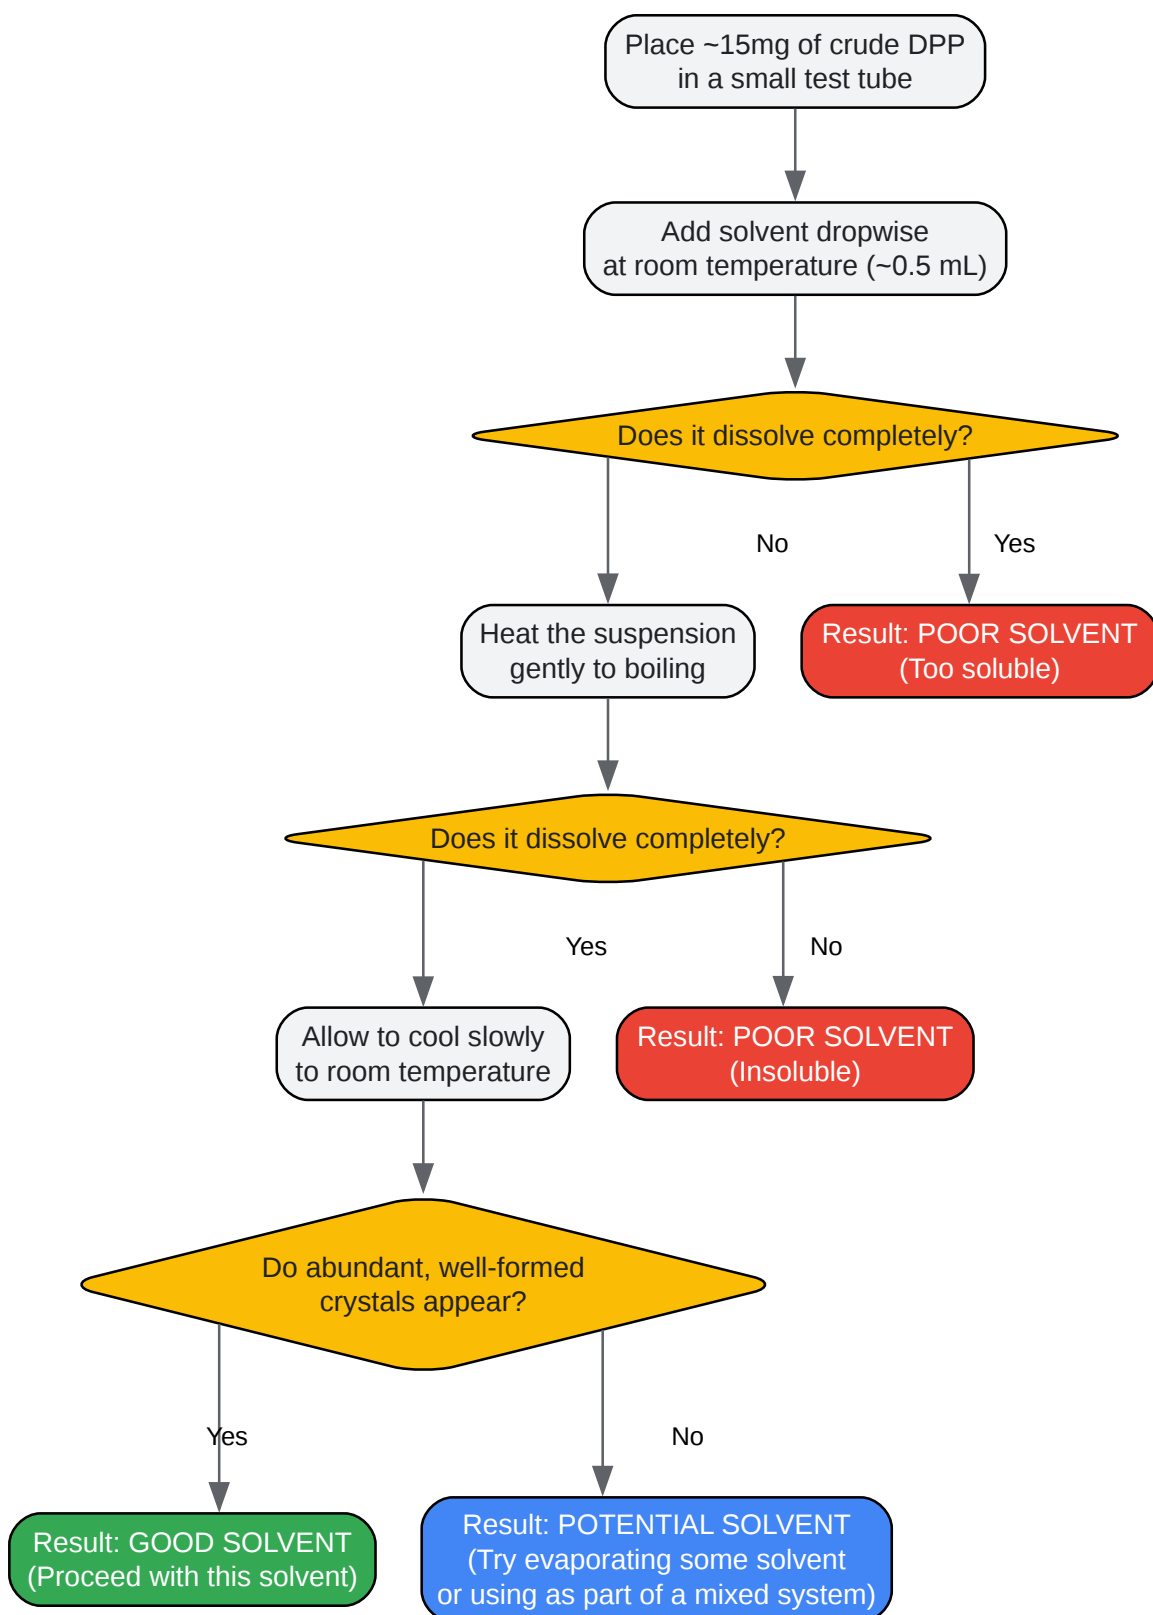 Place ~15mg of crude DPP
in a small test tube
Add solvent dropwise
at room temperature (~0.5 mL)
Does it dissolve completely?
No
Yes
Heat the suspension
gently to boiling
Result: POOR SOLVENT
(Too soluble)
Does it dissolve completely?
Yes
No
Allow to cool slowly
to room temperature
Result: POOR SOLVENT
(Insoluble)
Do abundant, well-formed
crystals appear?
Yes
No
Result: GOOD SOLVENT
(Proceed with this solvent)
Result: POTENTIAL SOLVENT
(Try evaporating some solvent
or using as part of a mixed system)